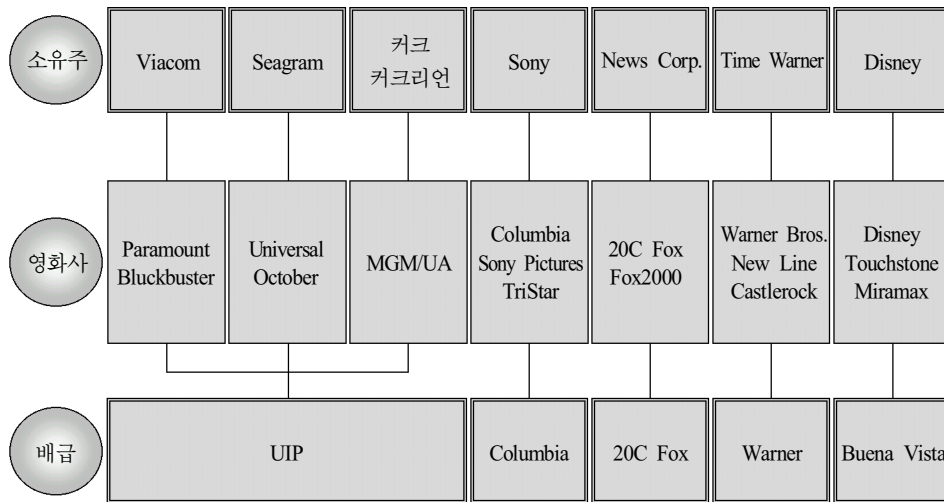 소유주
Viacom
Seagram
커크
커크리언
Sony
News Corp.
Time Warner
Disney
영화사
Paramount
Bluckbuster
Universal
October
MGM/UA
Columbia
Sony Pictures
TriStar
20C Fox
Fox2000
Warner Bros.
New Line
Castlerock
Disney
Touchstone
Miramax
배급
UIP
Columbia
20C Fox
Warner
Buena Vista